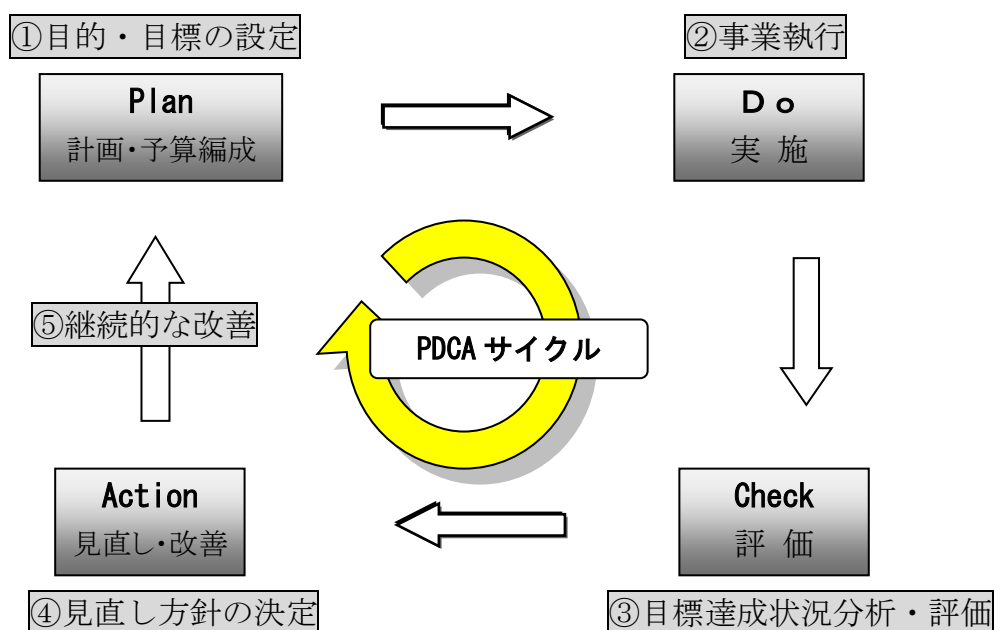 ①目的・目標の設定
Plan
計画・予算編成
②事業執行
Do
実 施
PDCA サイクル
Check
評 価
③目標達成状況分析・評価
Action
見直し・改善
④見直し方針の決定
⑤継続的な改善